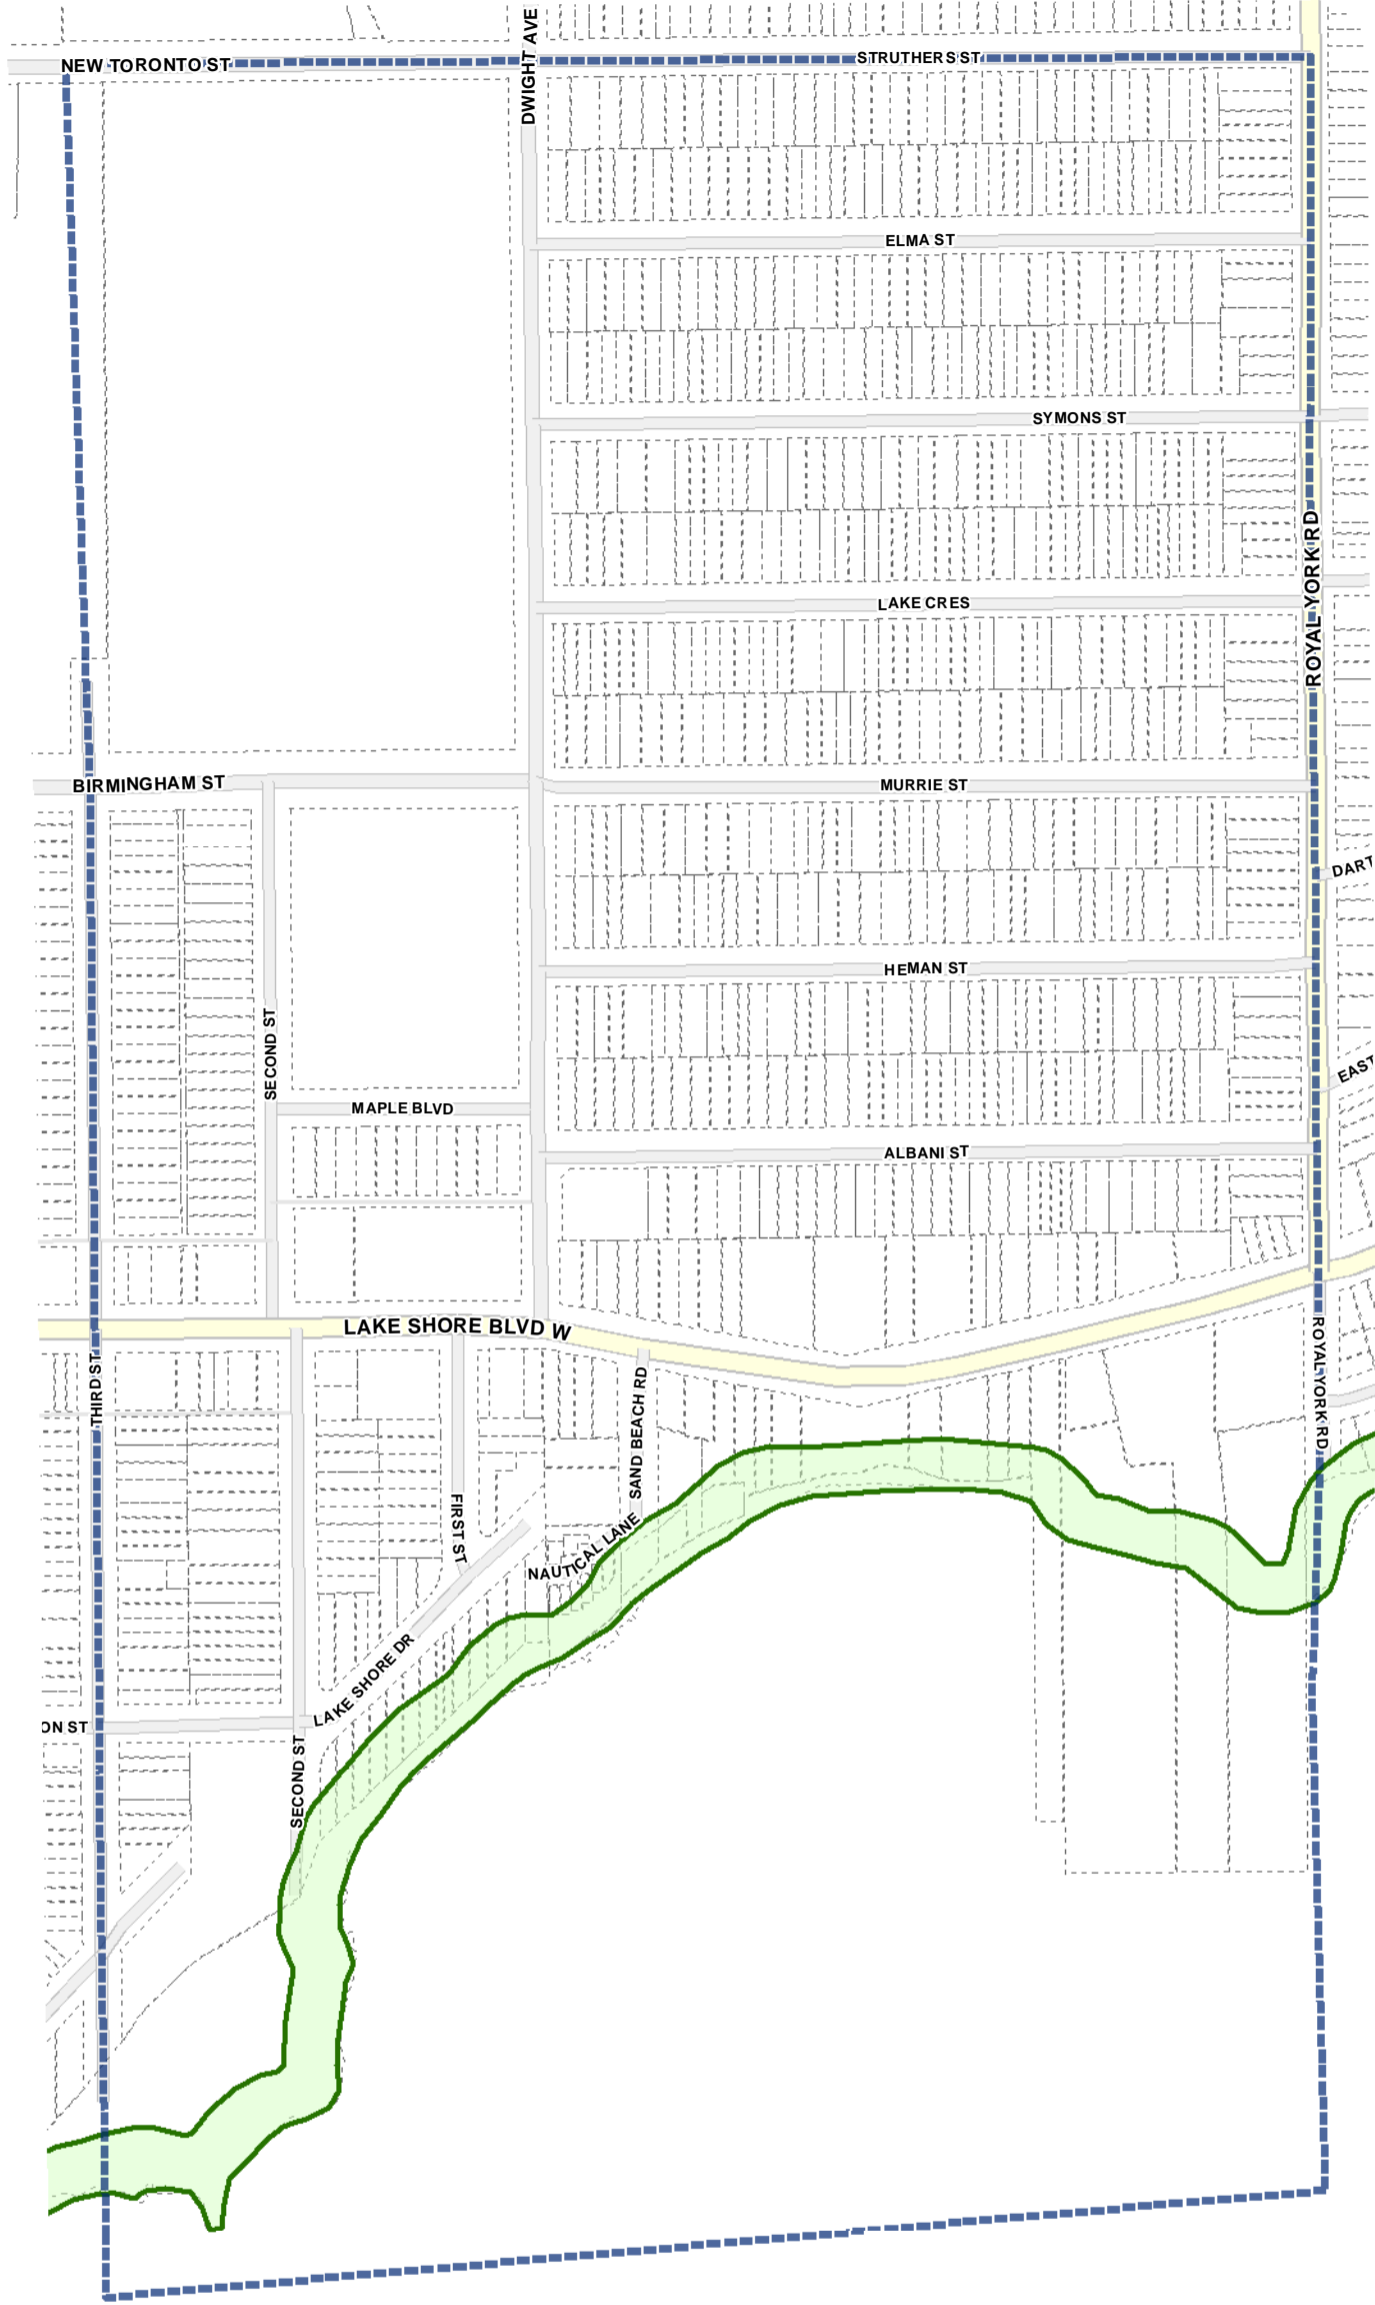 DWIGHT AVE
NEW TORONTO ST
STRUTHERS ST
ELMA ST
SYMONS ST
ROYAL YORK RD
LAKE CRES
BIRMINGHAM ST
MURRIE ST
DART
HEMAN ST
SECOND ST
EAST
MAPLE BLVD
ALBANI ST
LAKE SHORE BLVD W
THIRD ST
SAND BEACH RD
ROYAL YORK RD
FIRST ST
NAUTICAL LANE
LAKE SHORE DR
ON ST
SECOND ST